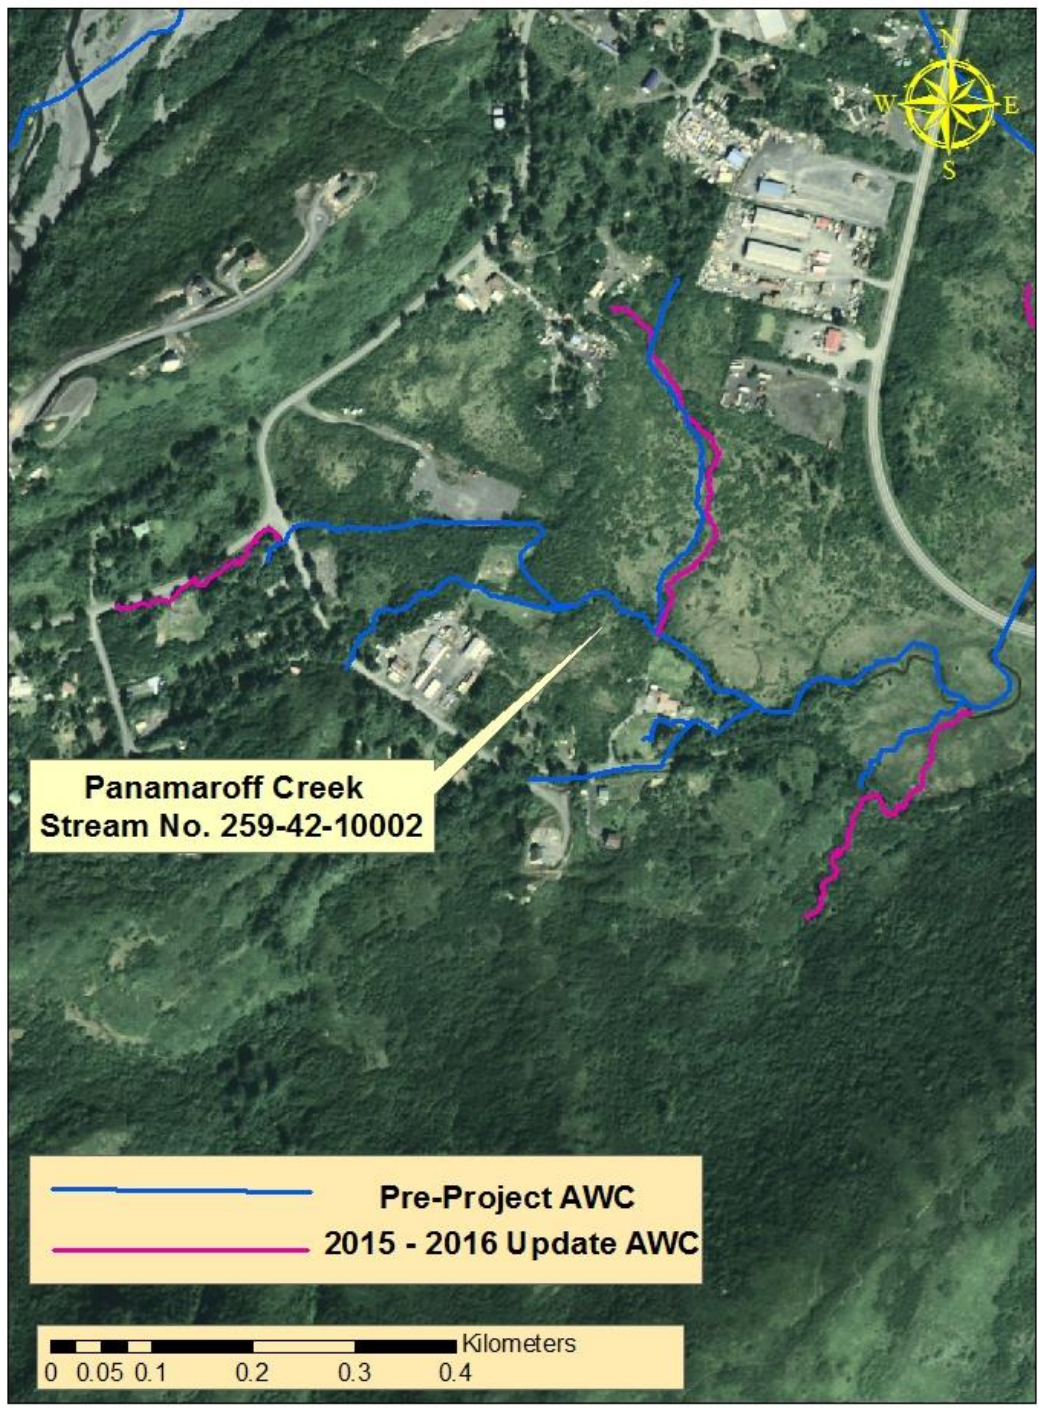 N
W E
S
Panamaroff Creek
Stream No. 259-42-10002
Pre-Project AWC
2015 - 2016 Update AWC
Kilometers
0 0.05 0.1 0.2 0.3 0.4